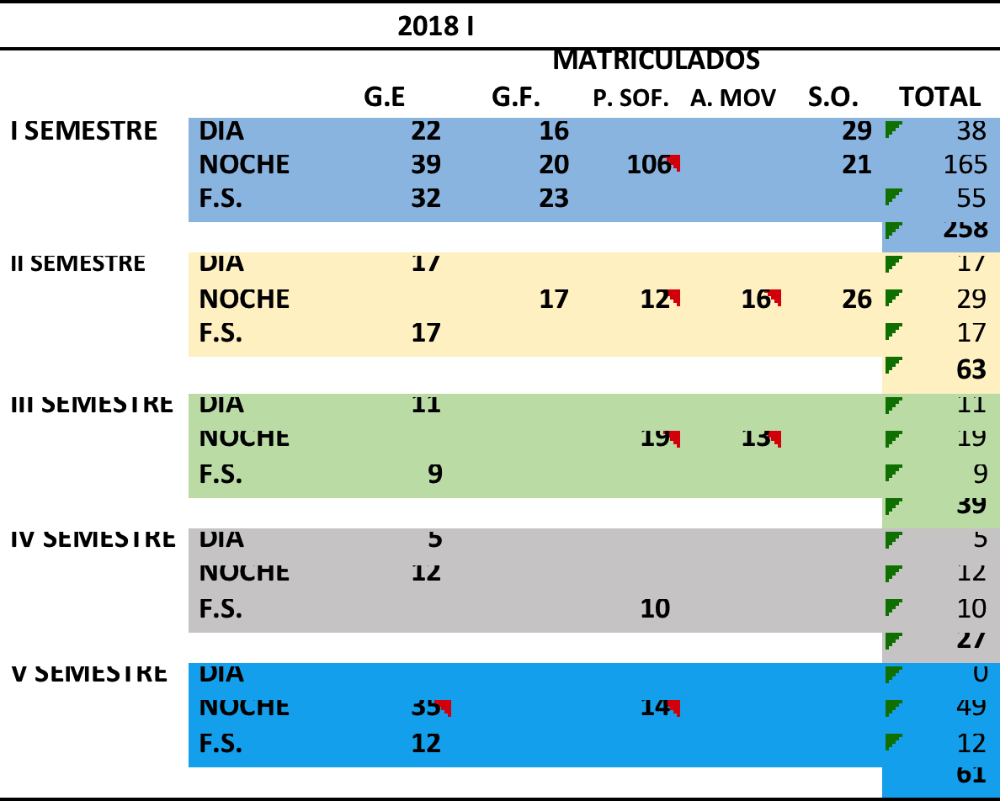 2018 I
MATRICULADOS
G.E G.F. P. SOF. A. MOV S.O. TOTAL
I SEMESTRE DIA 22 16 29 38
NOCHE 39 20 106 21 165
F.S. 32 23 55
258
II SEMESTRE DIA 17 17
NOCHE 17 12 16 26 29
F.S. 17 17
63
III SEMESTRE DIA 11 11
NOCHE 19 13 19
F.S. 9 9
39
IV SEMESTRE DIA 5 5
NOCHE 12 12
F.S. 10 10
27
V SEMESTRE DIA 0
NOCHE 35 14 49
F.S. 12 12
61